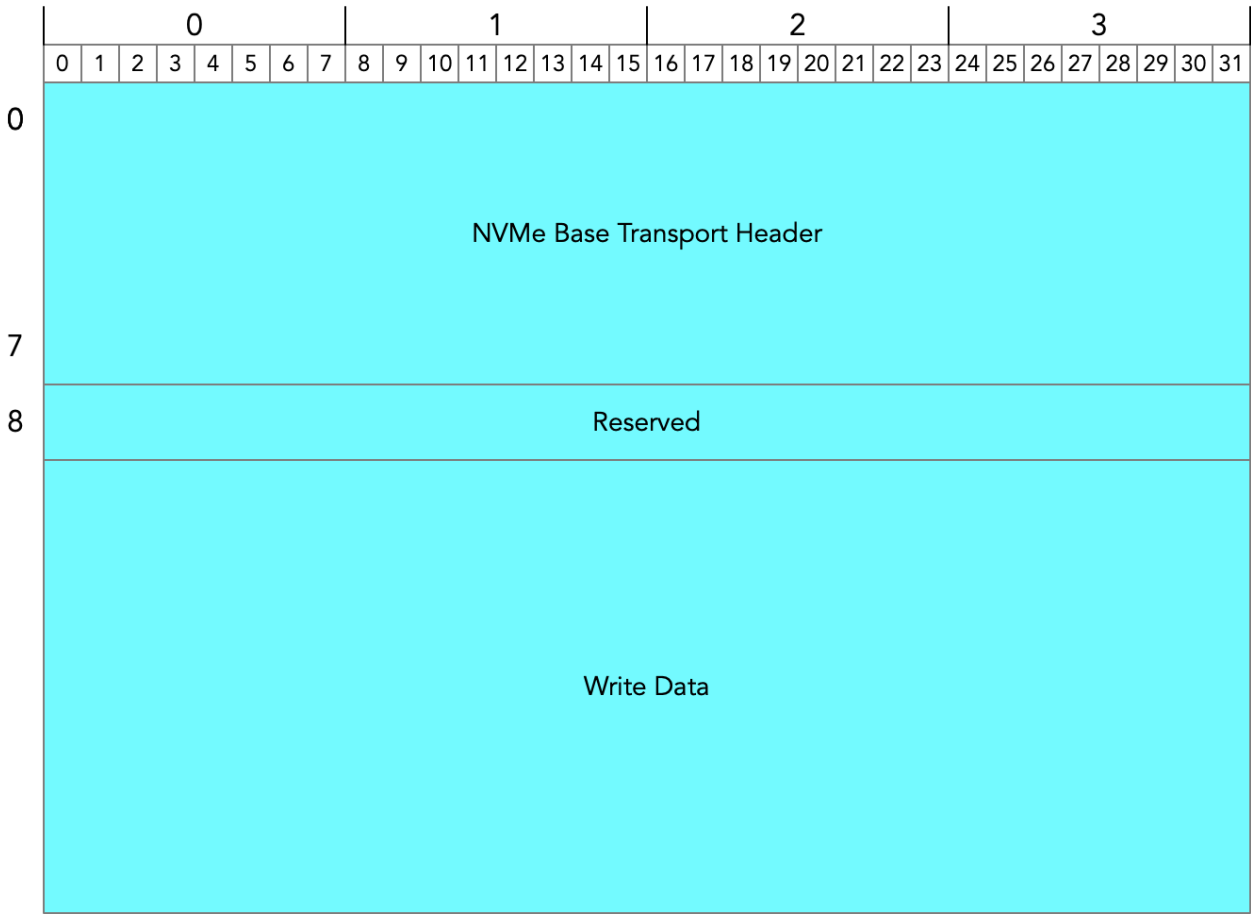 0 1 2 3
0 1 2 3 4 5 6 7 8 9 10 11 12 13 14 15 16 17 18 19 20 21 22 23 24 25 26 27 28 29 30 31
0
NVMe Base Transport Header
7
8 Reserved
Write Data